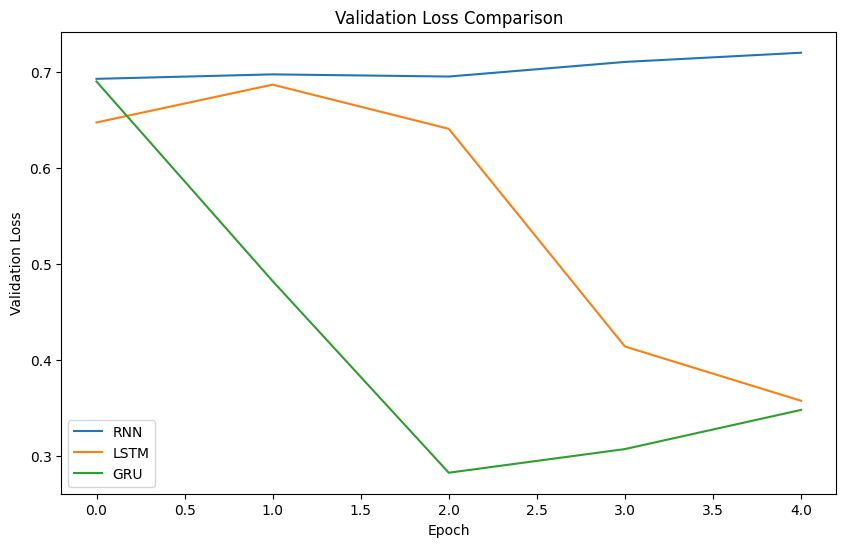 Validation Loss Comparison
Validation Loss
0.7
0.6
0.5
0.4
0.3
RNN
LSTM
GRU
0.0 0.5 1.0 1.5 2.0 2.5 3.0 3.5 4.0
Epoch